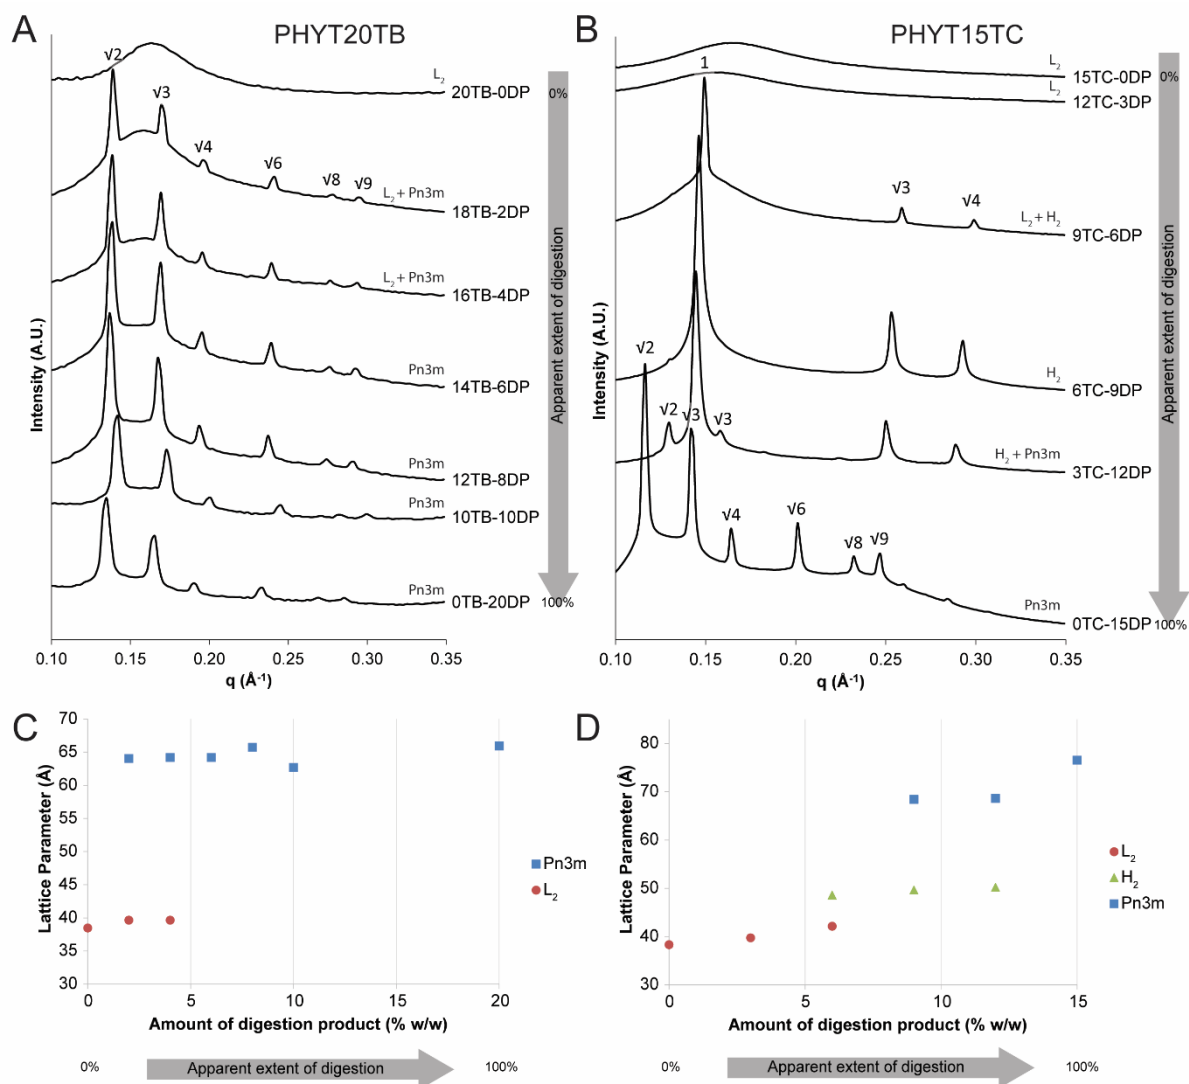 A
PHYT20TB
√2
√3
√4
√6
√8
√9
L₂
20TB-0DP
L₂ + Pn3m
18TB-2DP
L₂ + Pn3m
16TB-4DP
Pn3m
14TB-6DP
Pn3m
12TB-8DP
Pn3m
10TB-10DP
0TB-20DP
0%
Apparent extent of digestion
100%
Intensity (A.U.)
0.10
0.15
0.20
0.25
0.30
0.35
q (Å⁻¹)
B
PHYT15TC
1
√3
√4
√2
√2
√3
√3
√4
√6
√8
√9
L₂
15TC-0DP
L₂
12TC-3DP
L₂ + H₂
9TC-6DP
H₂
6TC-9DP
H₂ + Pn3m
3TC-12DP
Pn3m
0TC-15DP
0%
Apparent extent of digestion
100%
Intensity (A.U.)
0.10
0.15
0.20
0.25
0.30
0.35
q (Å⁻¹)
C
70
65
60
55
50
45
40
35
30
Lattice Parameter (Å)
0
5
10
15
20
Amount of digestion product (% w/w)
Pn3m
L₂
0%
Apparent extent of digestion
100%
D
80
70
60
50
40
30
Lattice Parameter (Å)
0
5
10
15
Amount of digestion product (% w/w)
L₂
H₂
Pn3m
0%
Apparent extent of digestion
100%